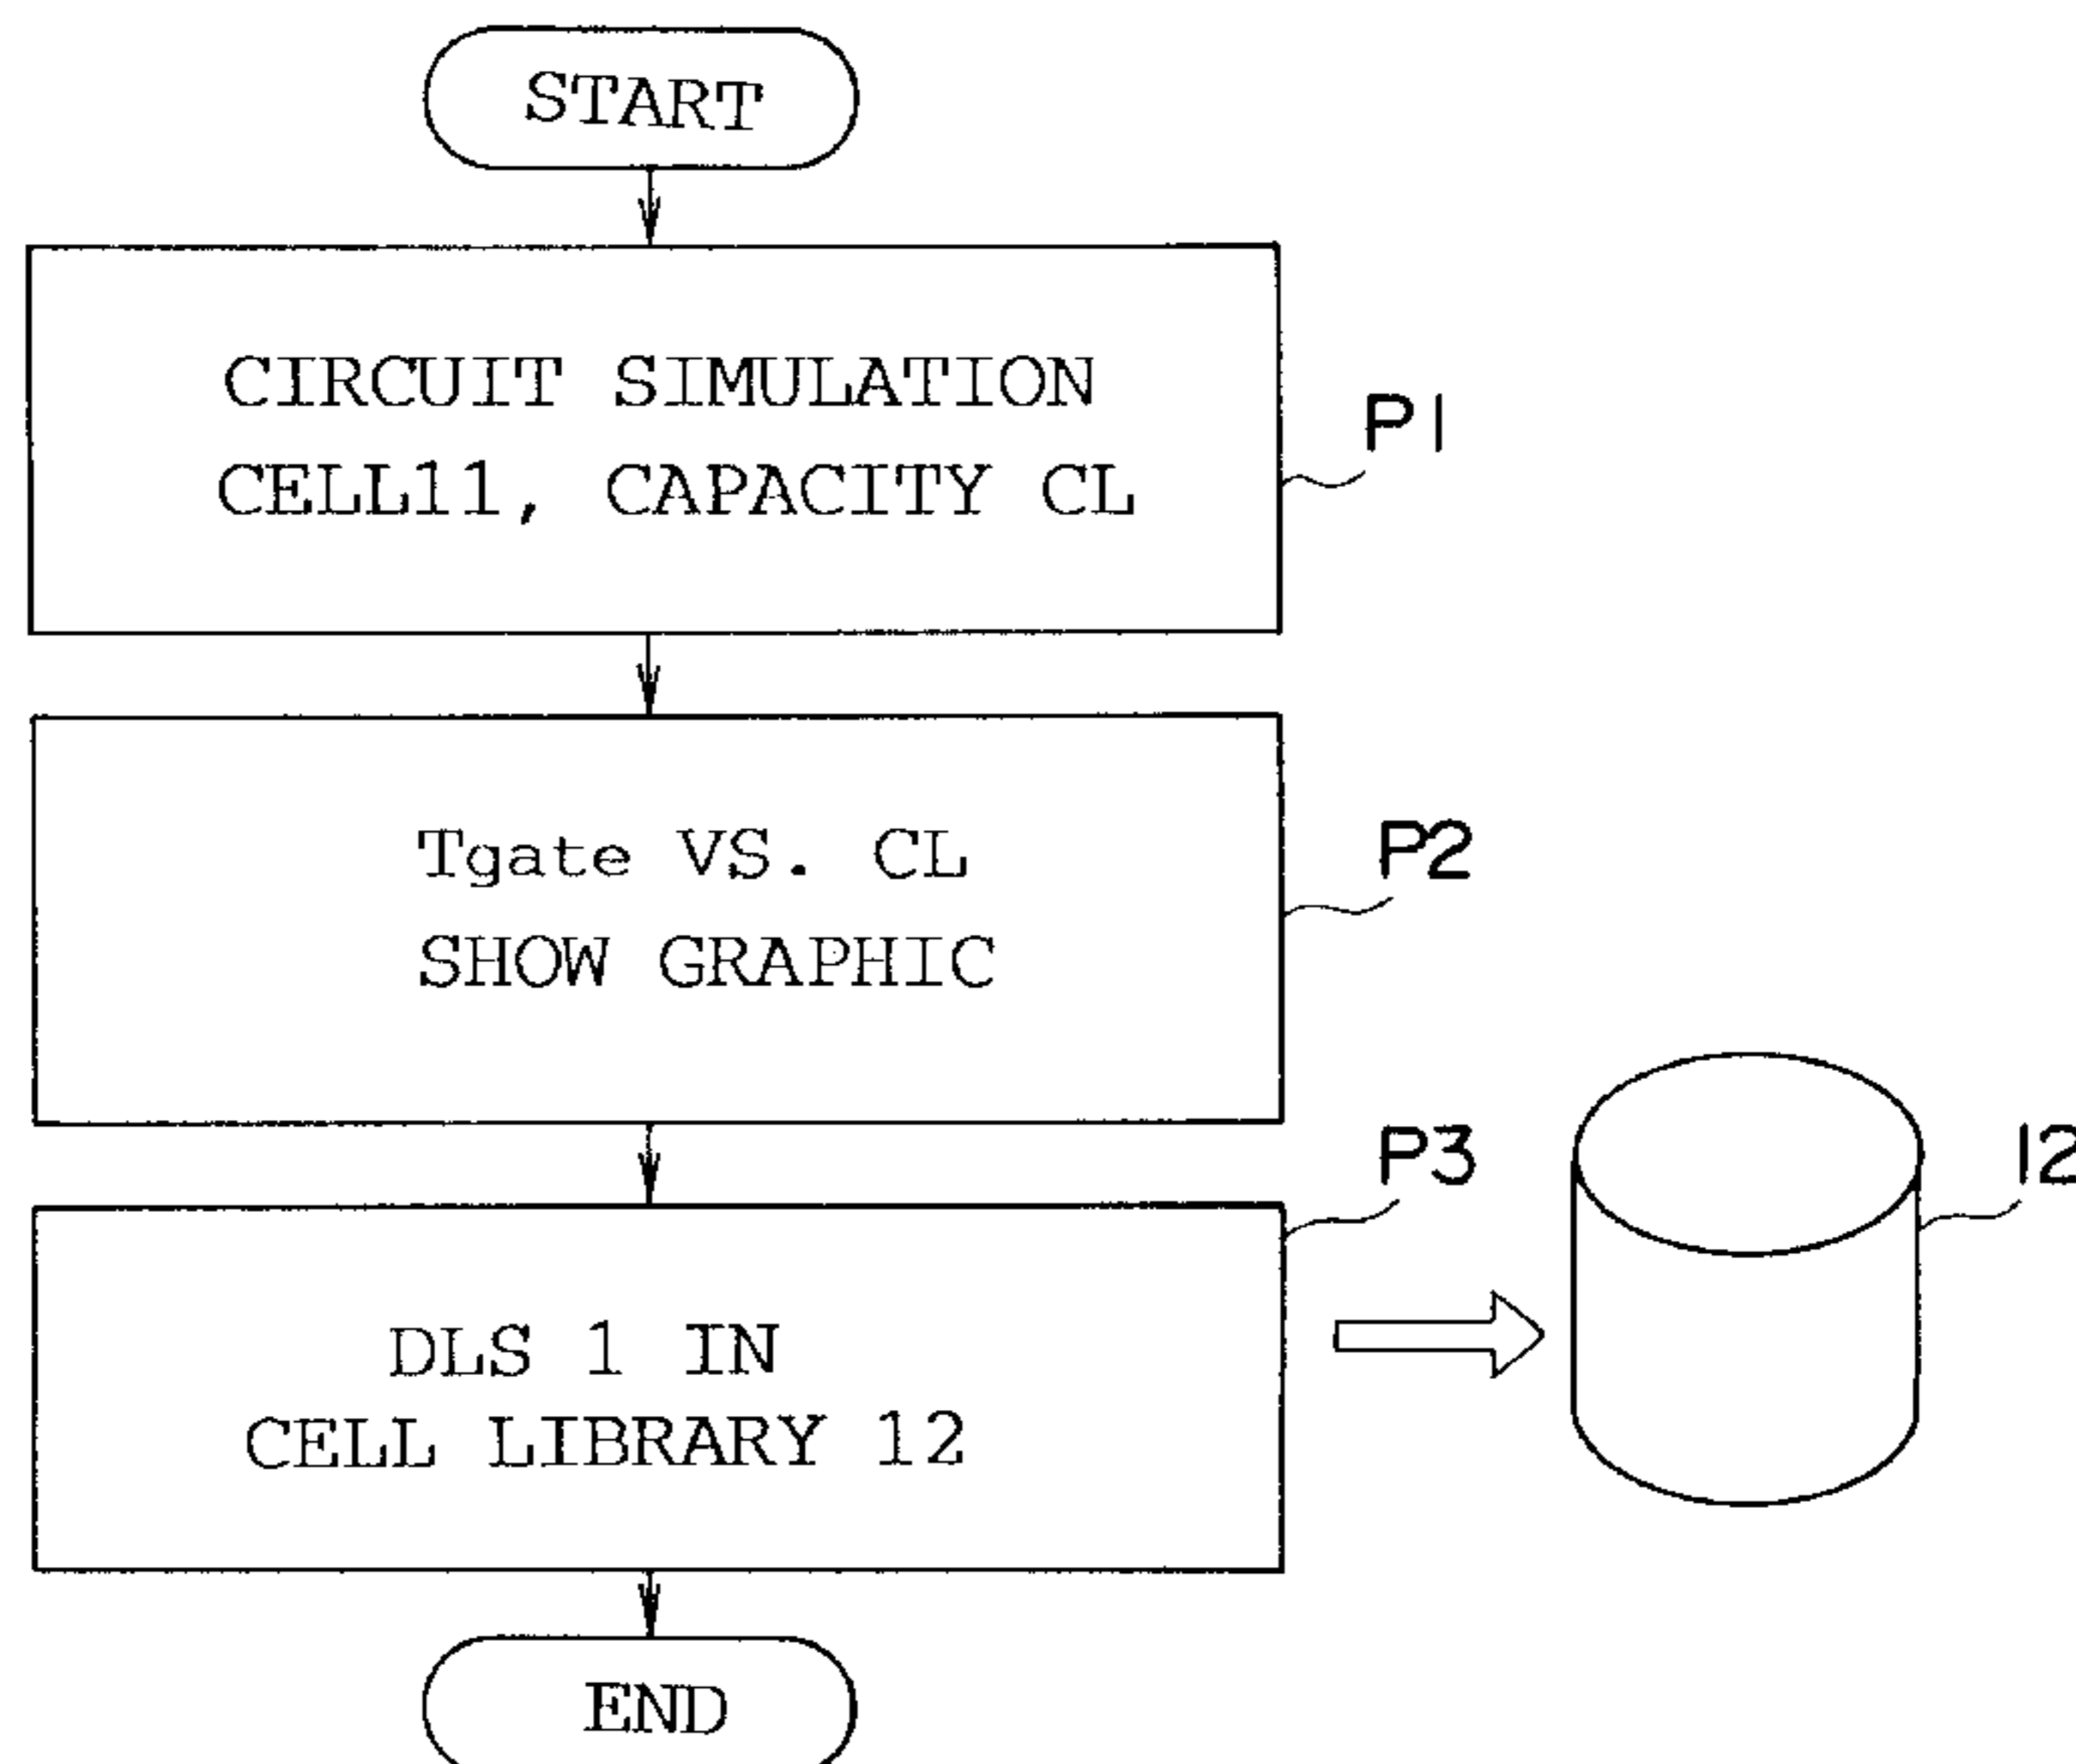 START
CIRCUIT SIMULATION
CELL11, CAPACITY CL
P1
Tgate VS. CL
SHOW GRAPHIC
P2
P3
12
DLS 1 IN
CELL LIBRARY 12
END